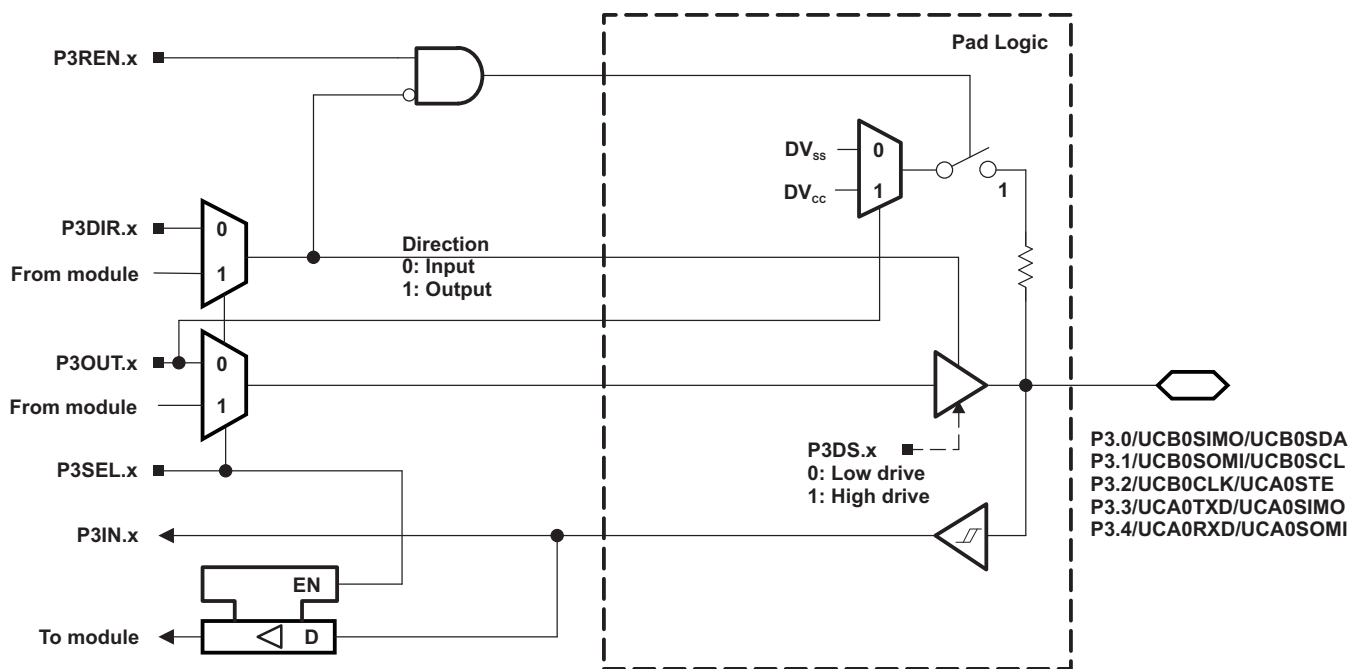 Pad Logic
P3REN.x
DVSS
0
DVCC
1
1
P3DIR.x
0
From module
1
Direction
0: Input
1: Output
P3OUT.x
0
From module
1
P3DS.x
0: Low drive
1: High drive
P3SEL.x
P3IN.x
EN
To module
D
P3.0/UCB0SIMO/UCB0SDA
P3.1/UCB0SOMI/UCB0SCL
P3.2/UCB0CLK/UCA0STE
P3.3/UCA0TXD/UCA0SIMO
P3.4/UCA0RXD/UCA0SOMI